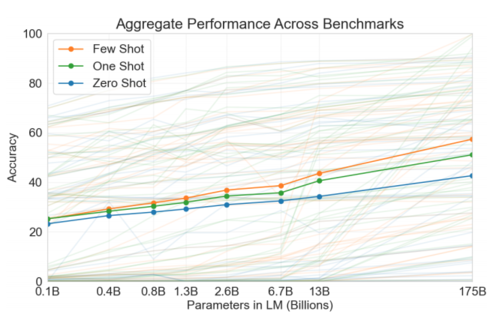 Aggregate Performance Across Benchmarks
100
80
60
40
20
0
Accuracy
Few Shot
One Shot
Zero Shot
0.1B 0.4B 0.8B 1.3B 2.6B 6.7B 13B 175B
Parameters in LM (Billions)